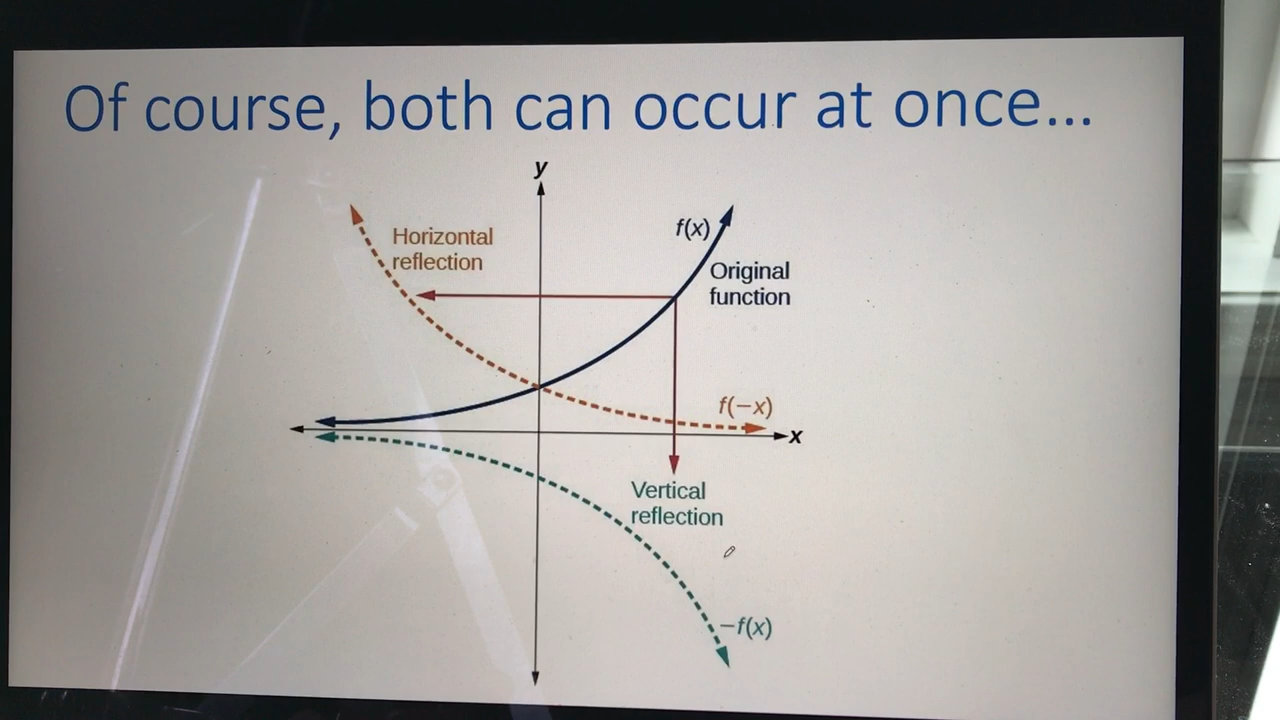 Of course, both can occur at once...
y
f(x)
Horizontal
reflection
Original
function
f(−x)
x
Vertical
reflection
−f(x)